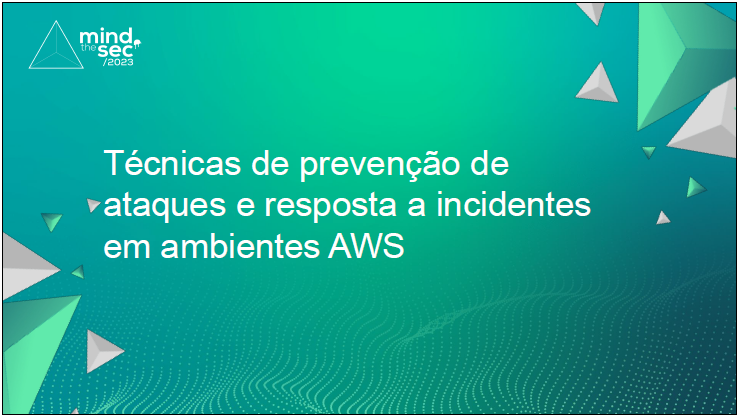 mind
the sec
/2023
Técnicas de prevenção de
ataques e resposta a incidentes
em ambientes AWS